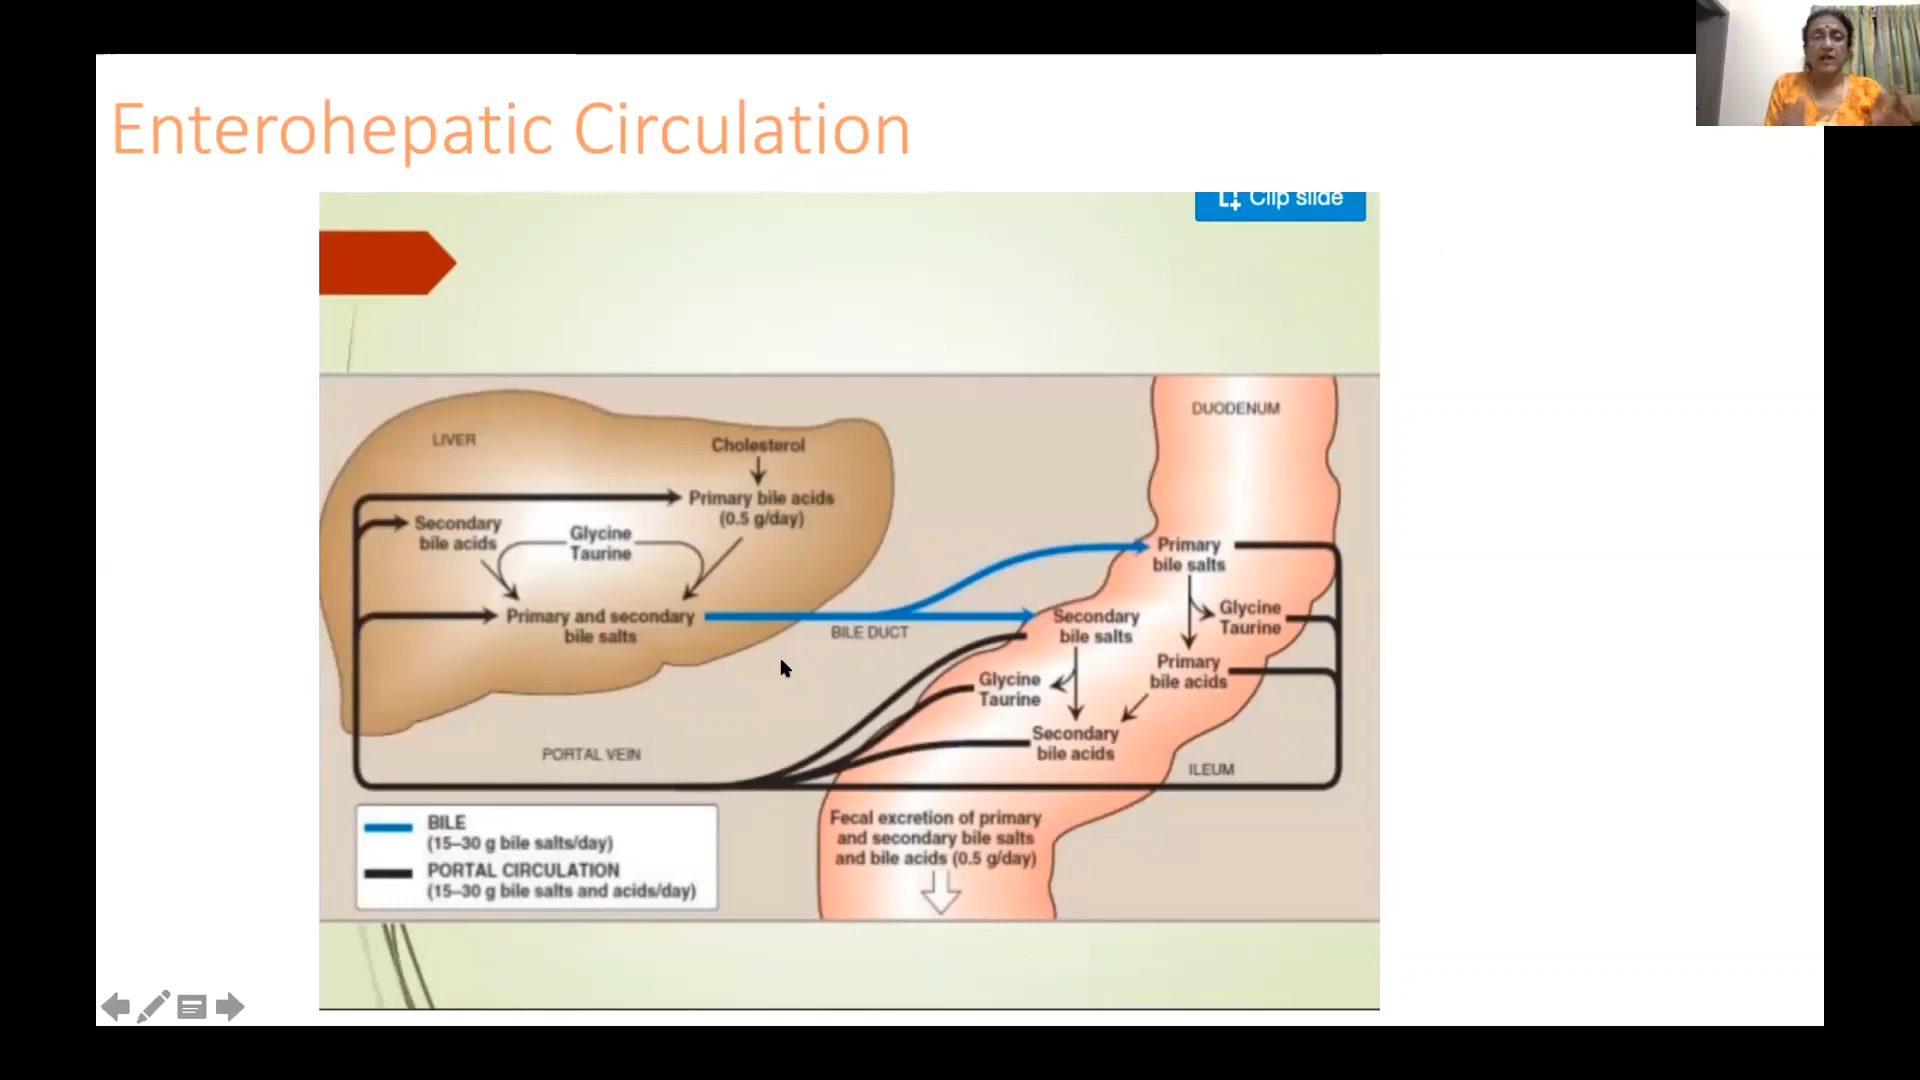 Enterohepatic Circulation
Clip slide
DUODENUM
LIVER
Cholesterol
Primary bile acids
(0.5 g/day)
Secondary
bile acids
Glycine
Taurine
Primary and secondary
bile salts
BILE DUCT
Primary
bile salts
Secondary
bile salts
Glycine
Taurine
Glycine
Taurine
Primary
bile acids
Secondary
bile acids
PORTAL VEIN
ILEUM
BILE
(15–30 g bile salts/day)
PORTAL CIRCULATION
(15–30 g bile salts and acids/day)
Fecal excretion of primary
and secondary bile salts
and bile acids (0.5 g/day)